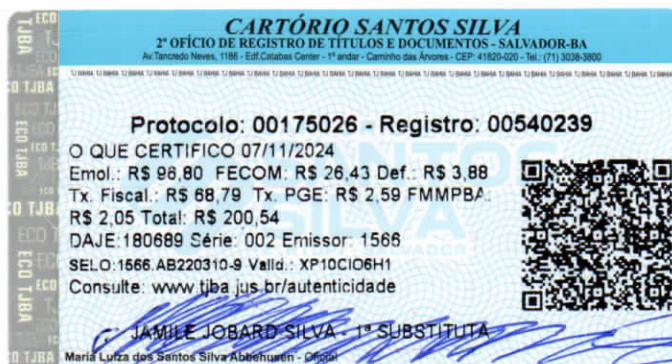 CARTÓRIO SANTOS SILVA
2º OFÍCIO DE REGISTRO DE TÍTULOS E DOCUMENTOS - SALVADOR-BA
Av.Tancredo Neves, 1186 - Edf.Catabas Center - 1º andar - Caminho das Árvores - CEP: 41820-020 - Tel.: (71) 3038-3800
Protocolo: 00175026 - Registro: 00540239
O QUE CERTIFICO 07/11/2024
Emol.: R$ 96,80 FECOM: R$ 26,43 Def.: R$ 3,88
Tx. Fiscal.: R$ 68,79 Tx. PGE: R$ 2,59 FMMPBA:
R$ 2,05 Total: R$ 200,54
DAJE:180689 Série: 002 Emissor: 1566
SELO:1566.AB220310-9 Valid.: XP10CIO6H1
Consulte: www.tjba.jus.br/autenticidade
JAMILE JOBARD SILVA - 1ª SUBSTITUTA
Maria Luiza dos Santos Silva Abbehusen - Oficial
ECO TJBA
SANTOS
SILVA